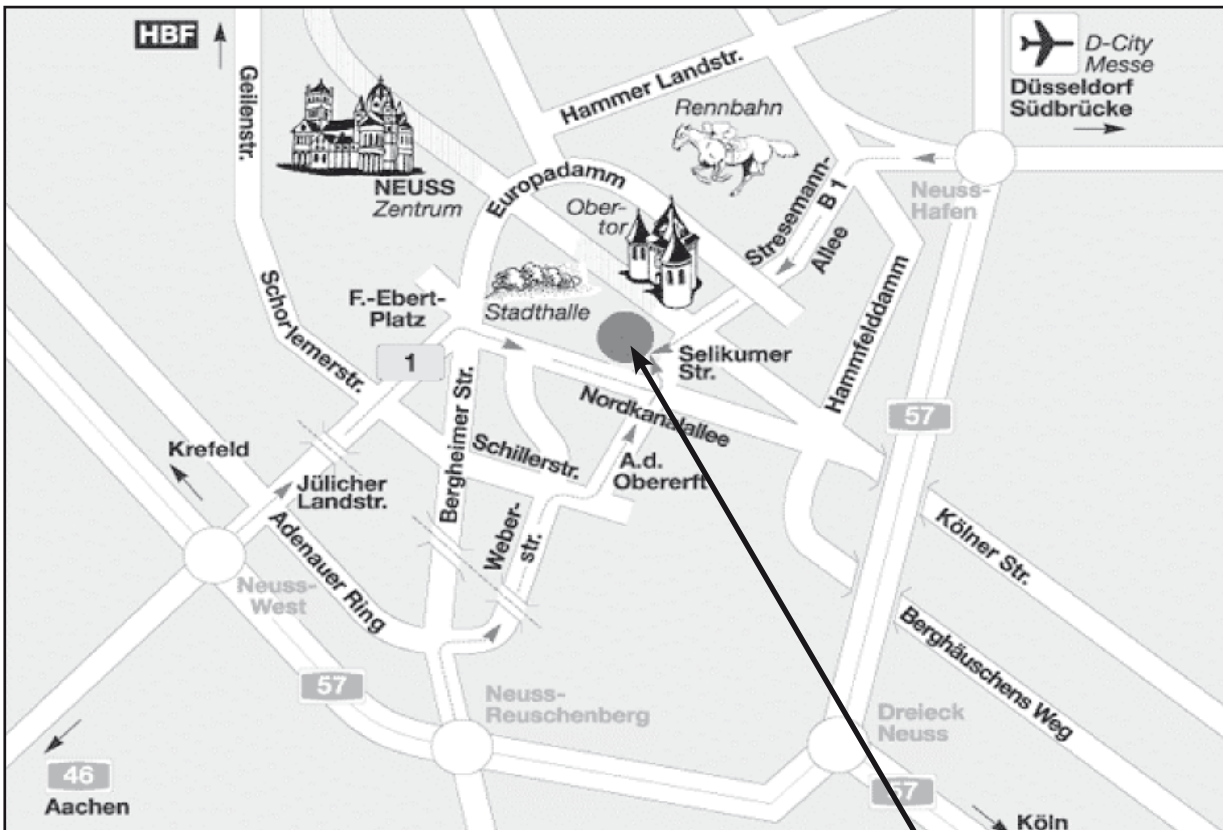 HBF
D-City
Messe
Düsseldorf
Südbrücke
Geilenstr.
Hammer Landstr.
Rennbahn
NEUSS
Zentrum
Europadamm
Ober-
tor
Stresemann-
Allee
B 1
Neuss-
Hafen
Schorlemerstr.
F.-Ebert-
Platz
Stadthalle
1
Selikumer
Str.
Hammfelddamm
57
Nordkanalallee
Krefeld
Bergheimer Str.
Schillerstr.
A.d.
Obererft
Jülicher
Landstr.
Weber-
str.
Kölner Str.
Adenauer Ring
Neuss-
West
Berghäuschens Weg
57
Neuss-
Reuschenberg
Dreieck
Neuss
46
Aachen
57
Köln